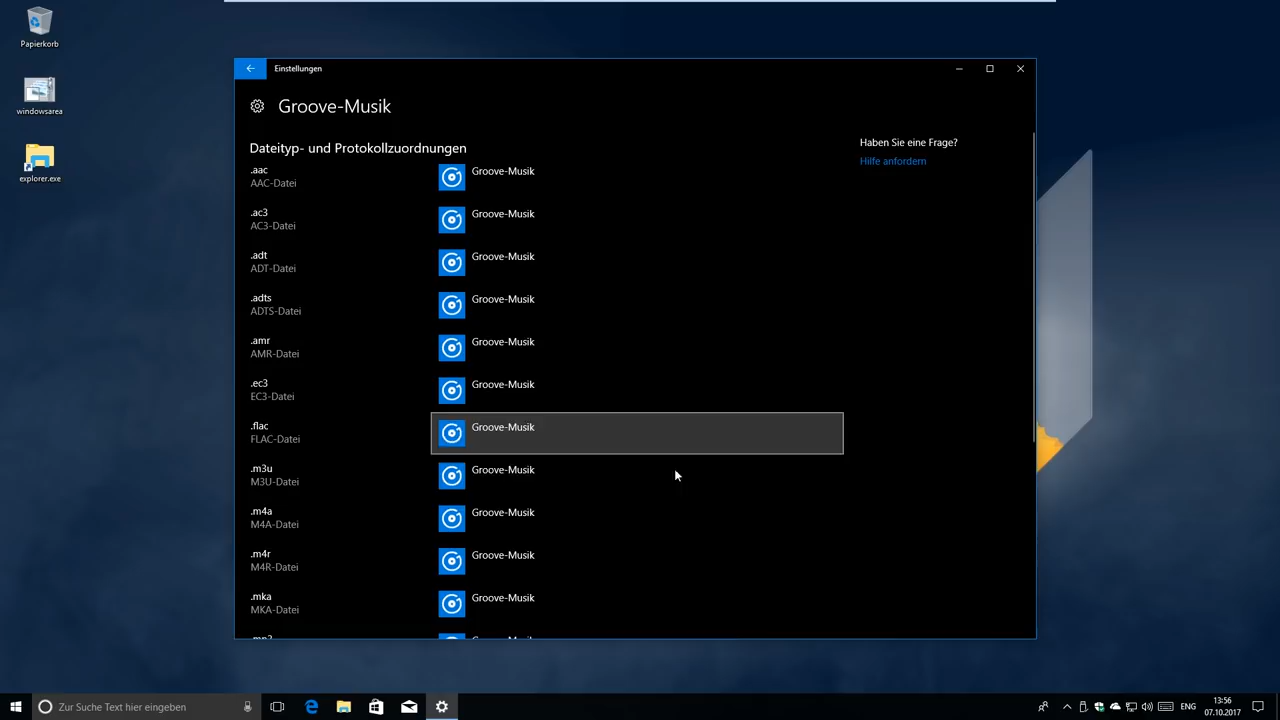 Papierkorb
windowsarea
explorer.exe
Einstellungen
Groove-Musik
Dateityp- und Protokollzuordnungen
Haben Sie eine Frage?
Hilfe anfordern
.aac
AAC-Datei
Groove-Musik
.ac3
AC3-Datei
Groove-Musik
.adt
ADT-Datei
Groove-Musik
.adts
ADTS-Datei
Groove-Musik
.amr
AMR-Datei
Groove-Musik
.ec3
EC3-Datei
Groove-Musik
.flac
FLAC-Datei
Groove-Musik
.m3u
M3U-Datei
Groove-Musik
.m4a
M4A-Datei
Groove-Musik
.m4r
M4R-Datei
Groove-Musik
.mka
MKA-Datei
Groove-Musik
Zur Suche Text hier eingeben
ENG
13:56
07.10.2017